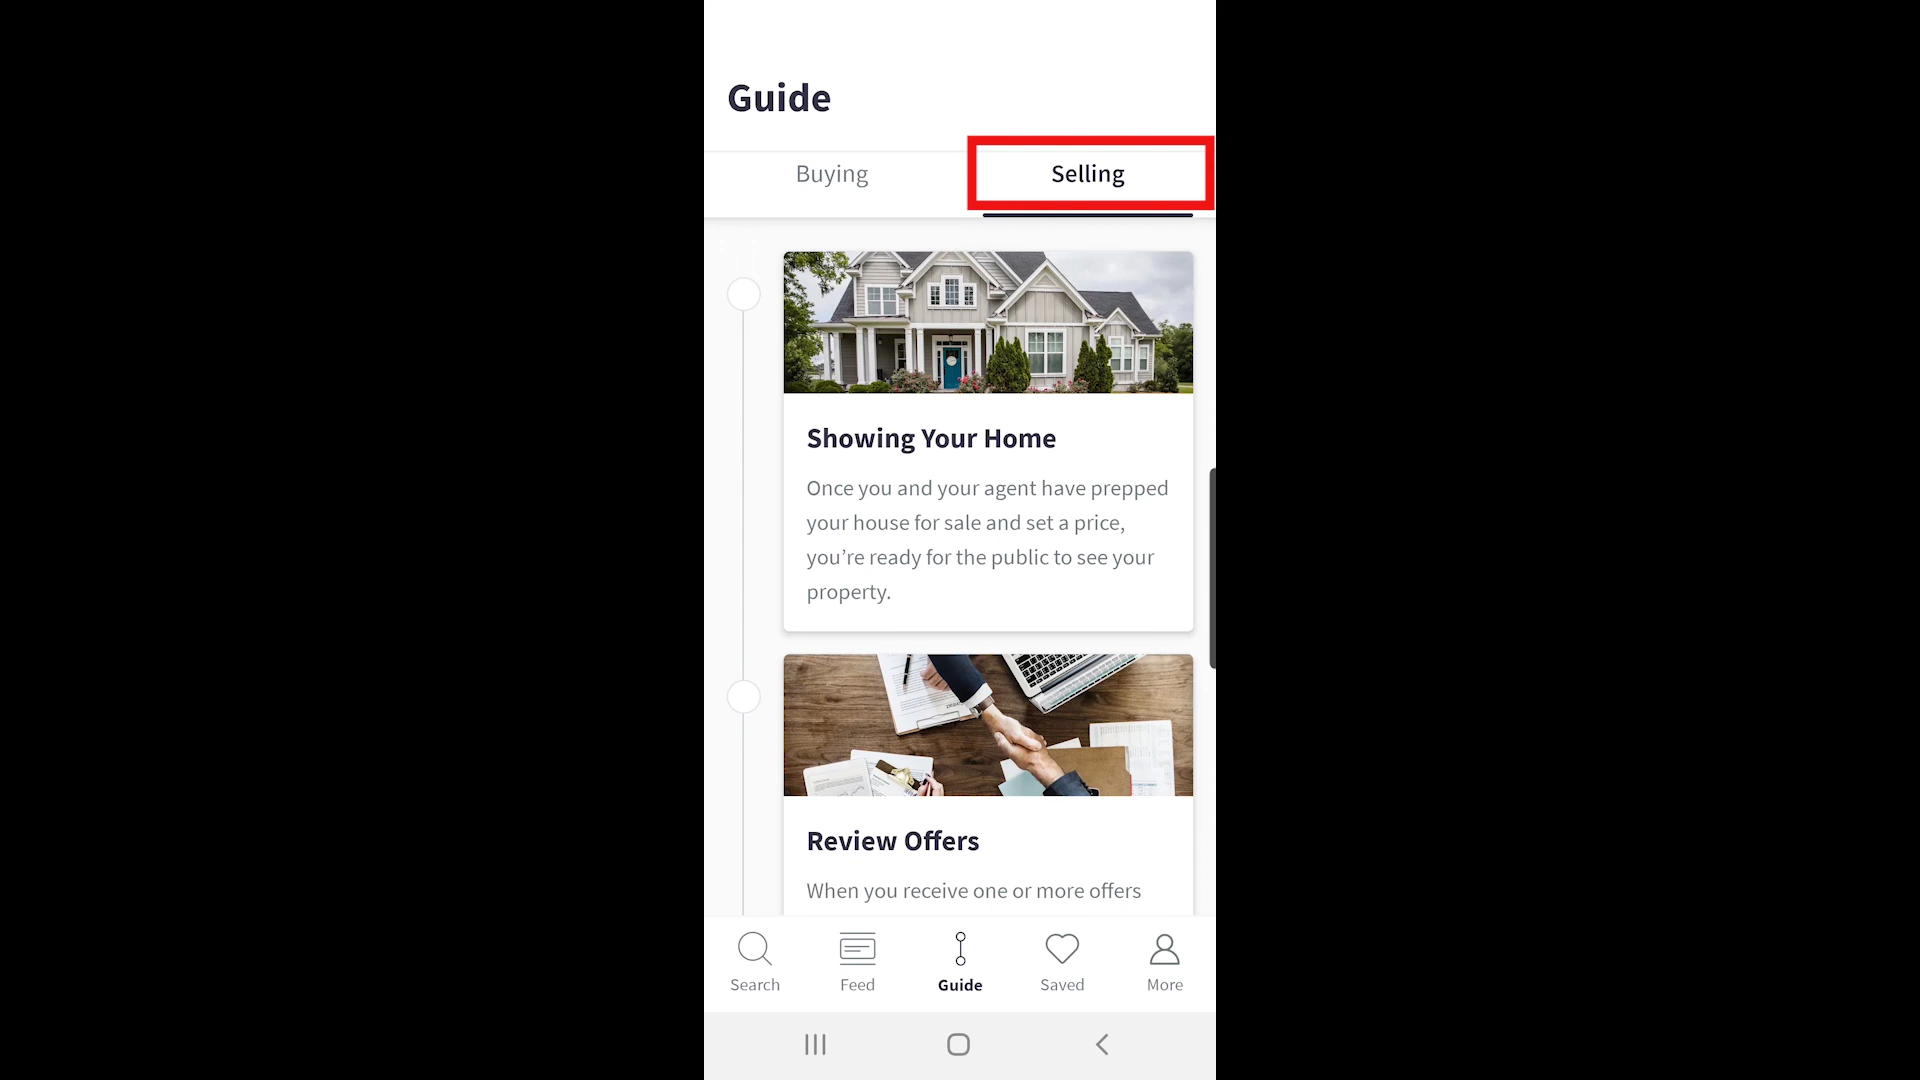 Guide
Buying
Selling
Showing Your Home
Once you and your agent have prepped
your house for sale and set a price,
you’re ready for the public to see your
property.
Review Offers
When you receive one or more offers
Search
Feed
Guide
Saved
More